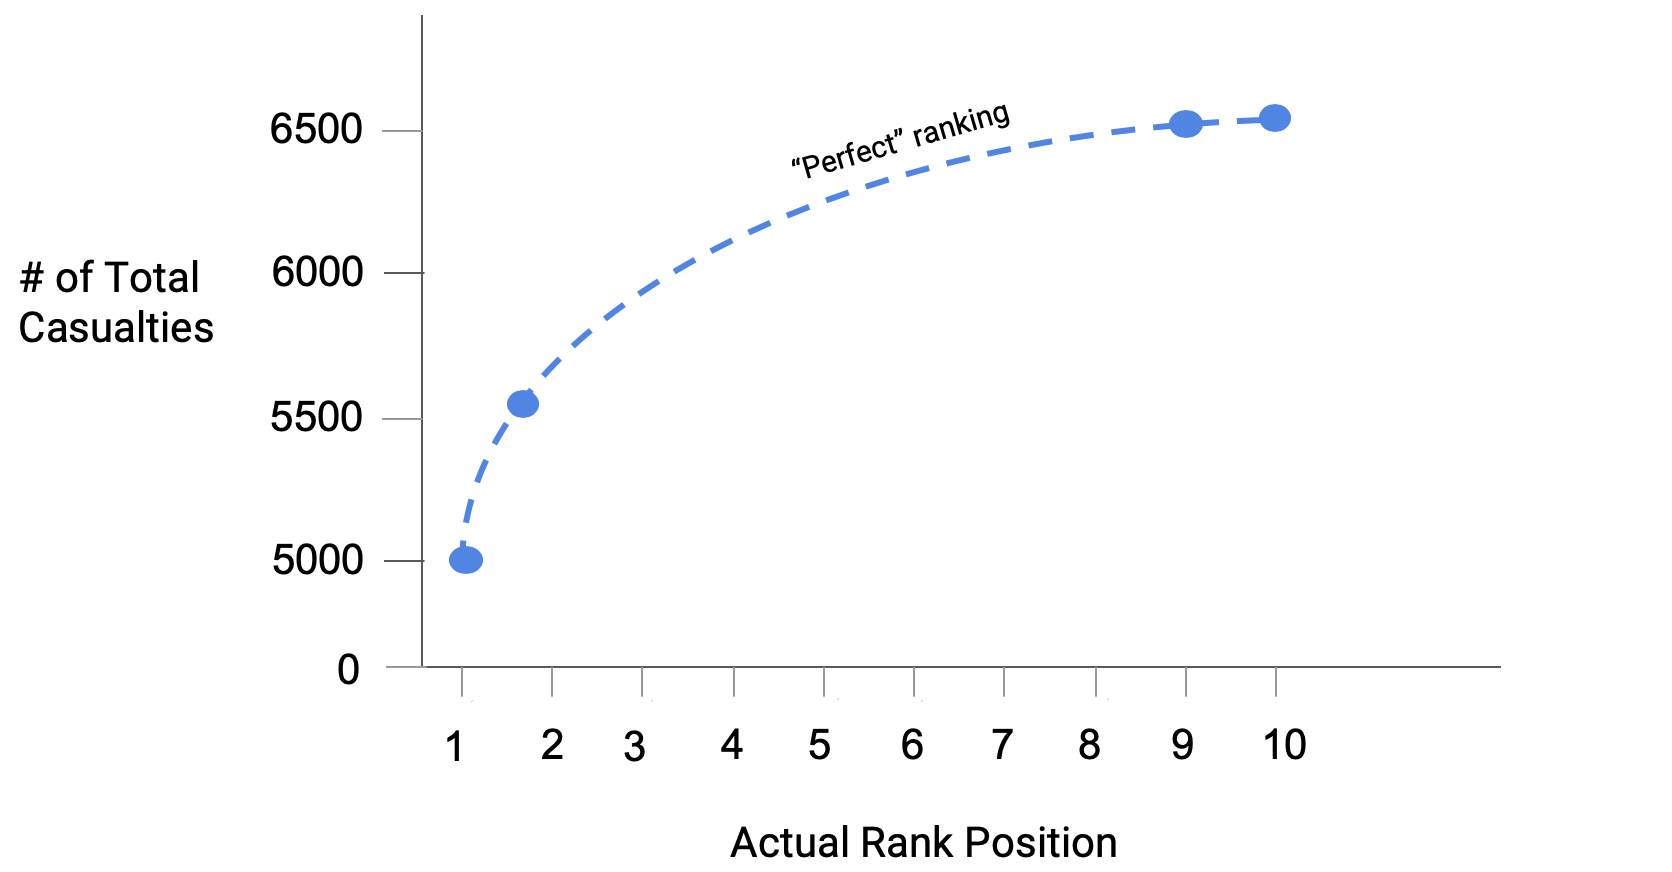 “Perfect” ranking
6500
6000
# of Total
Casualties
5500
5000
0
1 2 3 4 5 6 7 8 9 10
Actual Rank Position